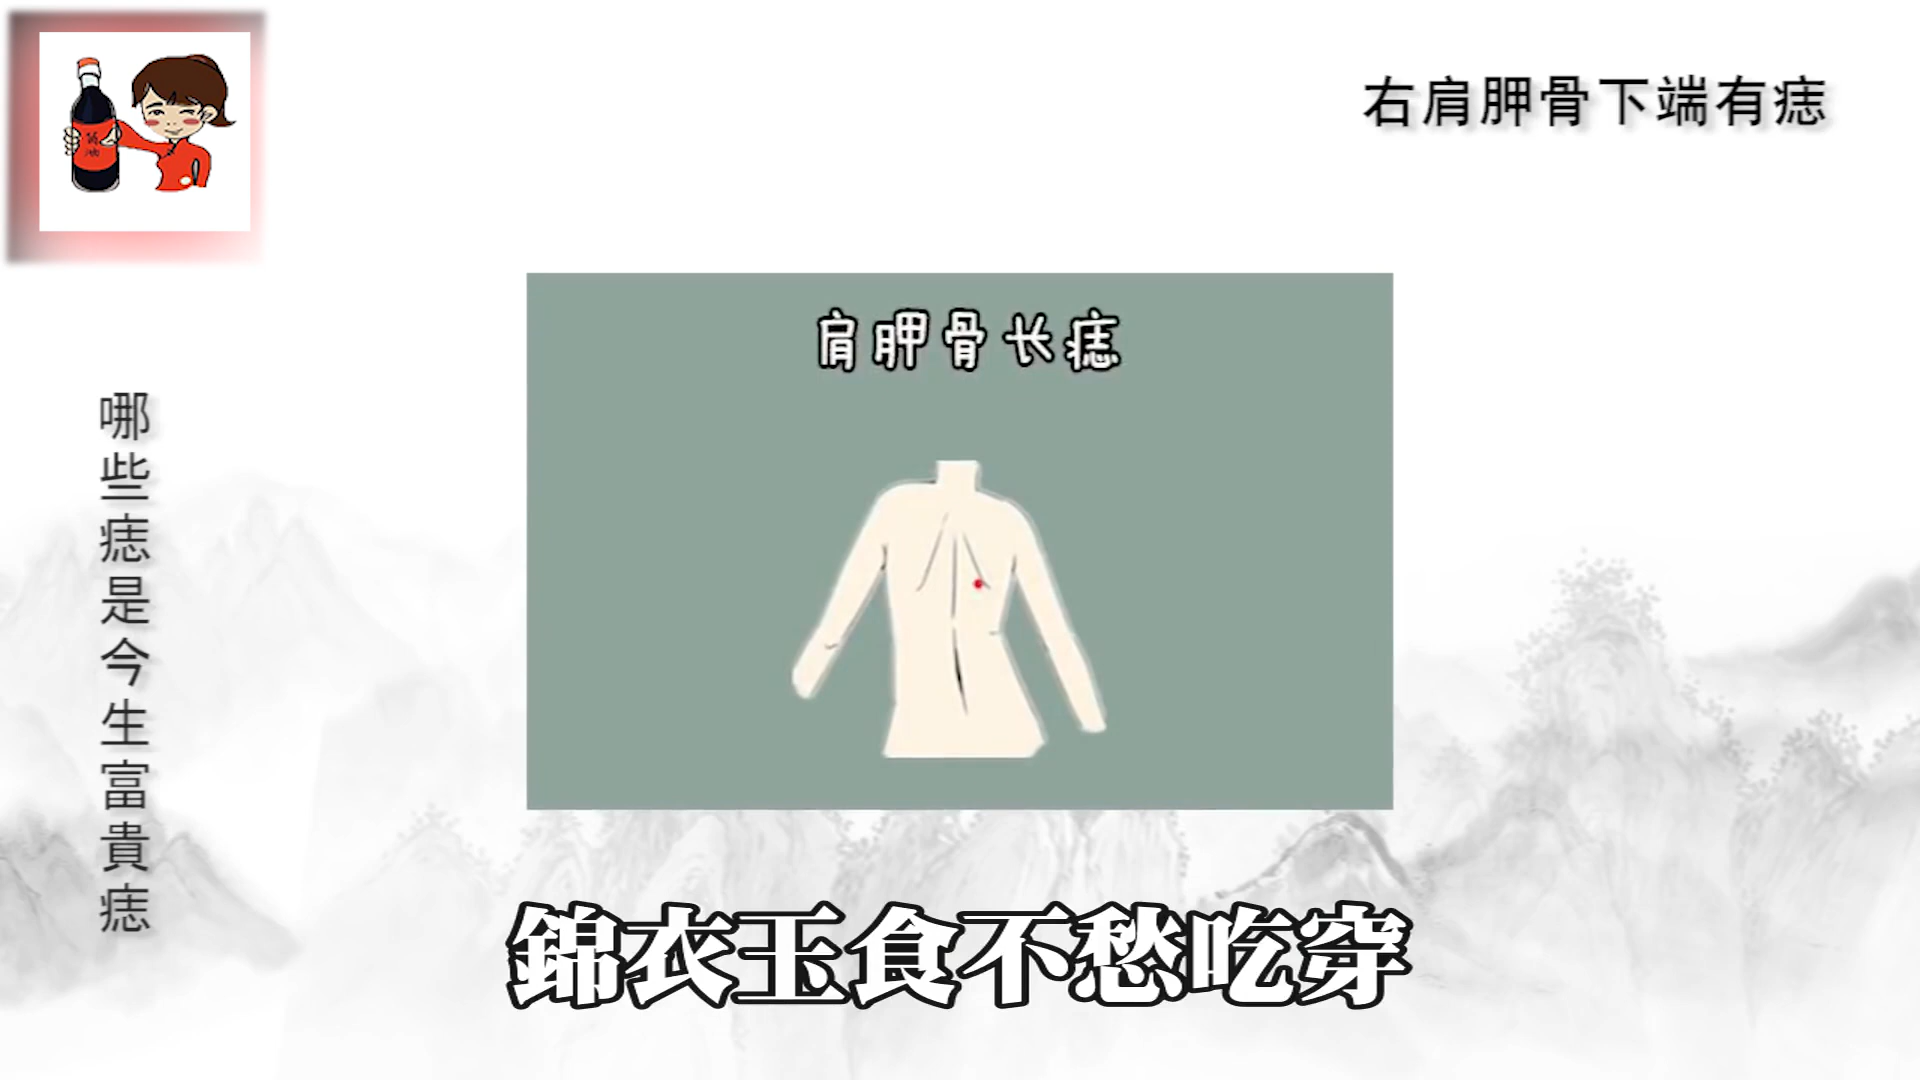 右肩胛骨下端有痣
肩胛骨长痣
哪些痣是今生富貴痣
錦衣玉食不愁吃穿